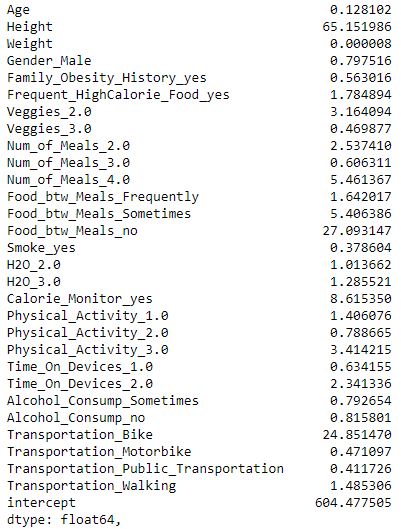 Age 0.128102
Height 65.151986
Weight 0.000008
Gender_Male 0.797516
Family_Obesity_History_yes 0.563016
Frequent_HighCalorie_Food_yes 1.784894
Veggies_2.0 3.164094
Veggies_3.0 0.469877
Num_of_Meals_2.0 2.537410
Num_of_Meals_3.0 0.606311
Num_of_Meals_4.0 5.461367
Food_btw_Meals_Frequently 1.642017
Food_btw_Meals_Sometimes 5.406386
Food_btw_Meals_no 27.093147
Smoke_yes 0.378604
H2O_2.0 1.013662
H2O_3.0 1.285521
Calorie_Monitor_yes 8.615350
Physical_Activity_1.0 1.406076
Physical_Activity_2.0 0.788665
Physical_Activity_3.0 3.414215
Time_On_Devices_1.0 0.634155
Time_On_Devices_2.0 2.341336
Alcohol_Consump_Sometimes 0.792654
Alcohol_Consump_no 0.815801
Transportation_Bike 24.851470
Transportation_Motorbike 0.471097
Transportation_Public_Transportation 0.411726
Transportation_Walking 1.485306
intercept 604.477505
dtype: float64,